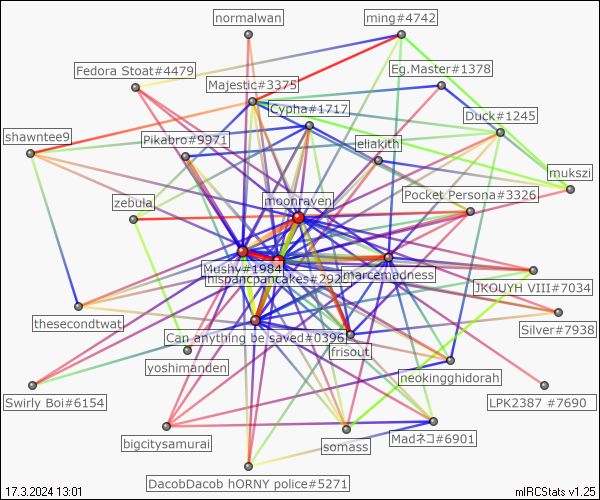 normalwan
ming#4742
Fedora Stoat#4479
Eg.Master#1378
Majestic#3375
Cypha#1717
Duck#1245
shawntee9
Pikabro#9971
eliakith
mukszi
zebula
moonraven
Pocket Persona#3326
Mushy#1984
marcemadness
JKOUYH VIII#7034
thesecondtwat
Can anything be saved#0396
Silver#7938
frisout
yoshimanden
neokingghidorah
Swirly Boi#6154
LPK2387 #7690
bigcitysamurai
somass
Madネコ#6901
DacobDacob hORNY police#5271
17.3.2024 13:01
mIRCStats v1.25